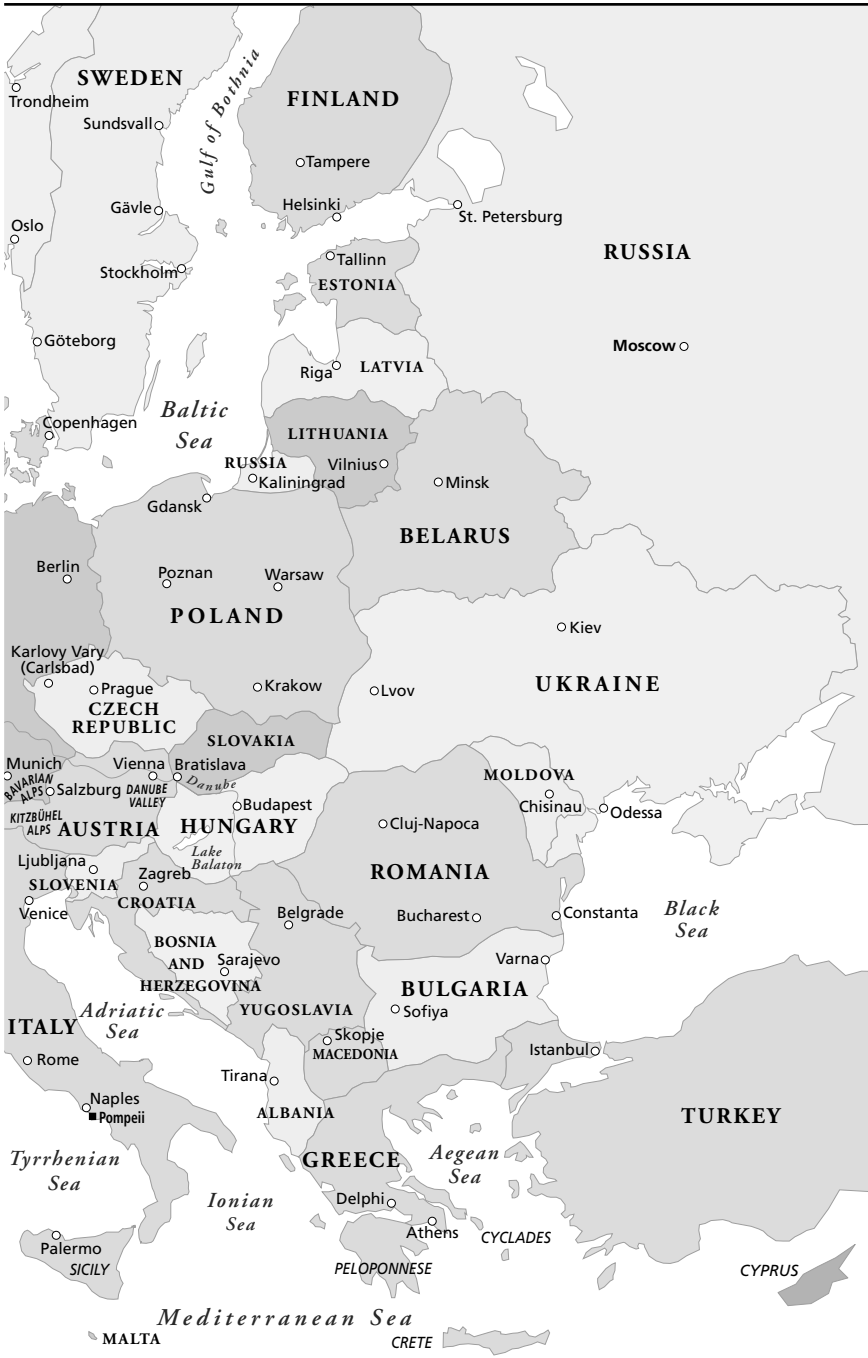 SWEDEN
Trondheim
Sundsvall
Gulf of Bothnia
FINLAND
Tampere
Gävle
Helsinki
St. Petersburg
Oslo
RUSSIA
Stockholm
Tallinn
ESTONIA
Göteborg
Moscow
Riga
LATVIA
Baltic
Sea
Copenhagen
LITHUANIA
RUSSIA
Vilnius
Kaliningrad
Minsk
Gdansk
BELARUS
Berlin
Poznan
Warsaw
POLAND
Kiev
Karlovy Vary
(Carlsbad)
Prague
Krakow
Lvov
UKRAINE
CZECH
REPUBLIC
SLOVAKIA
Munich
Vienna
Bratislava
BAVARIAN
ALPS
Salzburg
DANUBE
VALLEY
Danube
MOLDOVA
Chisinau
Odessa
KITZBÜHEL
ALPS
AUSTRIA
Budapest
HUNGARY
Cluj-Napoca
Lake
Balaton
Ljubljana
SLOVENIA
Zagreb
CROATIA
ROMANIA
Venice
Belgrade
Bucharest
Constanta
Black
Sea
BOSNIA
AND
HERZEGOVINA
Sarajevo
Varna
BULGARIA
Sofiya
YUGOSLAVIA
Adriatic
Sea
ITALY
Rome
Skopje
MACEDONIA
Istanbul
Tirana
Naples
Pompeii
ALBANIA
TURKEY
Tyrrhenian
Sea
GREECE
Aegean
Sea
Ionian
Sea
Delphi
Athens
CYCLADES
Palermo
SICILY
PELOPONNESE
CYPRUS
Mediterranean Sea
MALTA
CRETE